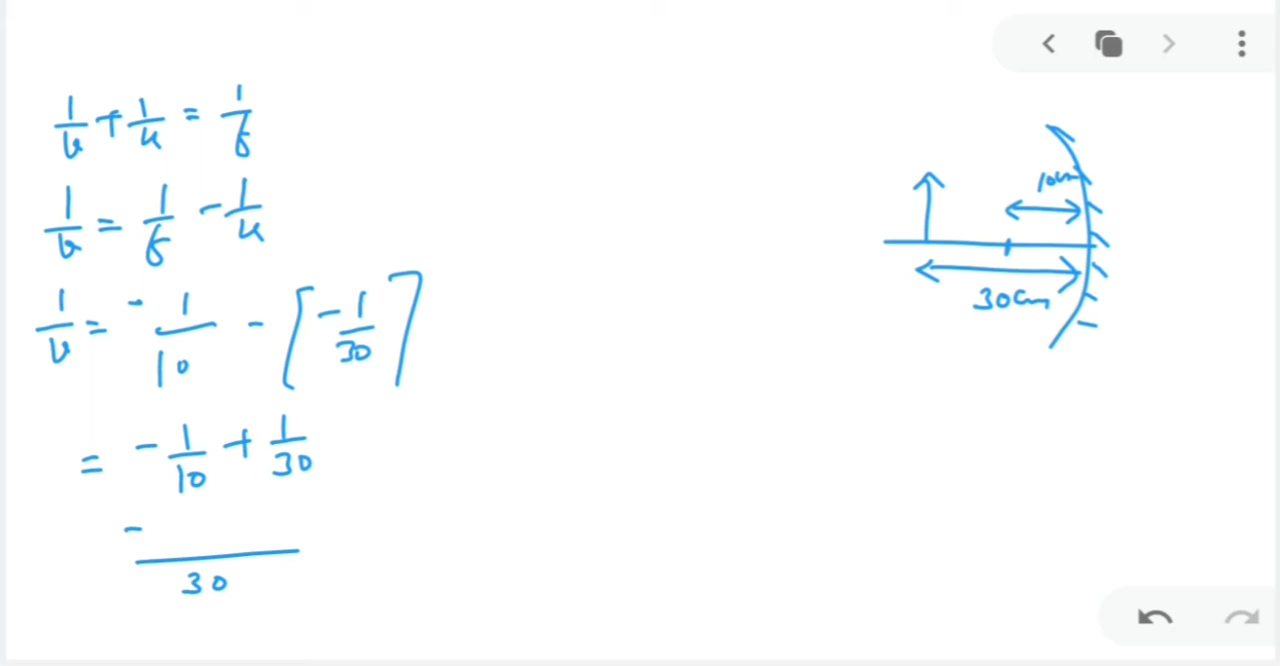 1/v + 1/u = 1/f
1/v = 1/f - 1/u
1/v = - 1/10 - [- 1/30]
= - 1/10 + 1/30
- /30
10cm
30cm